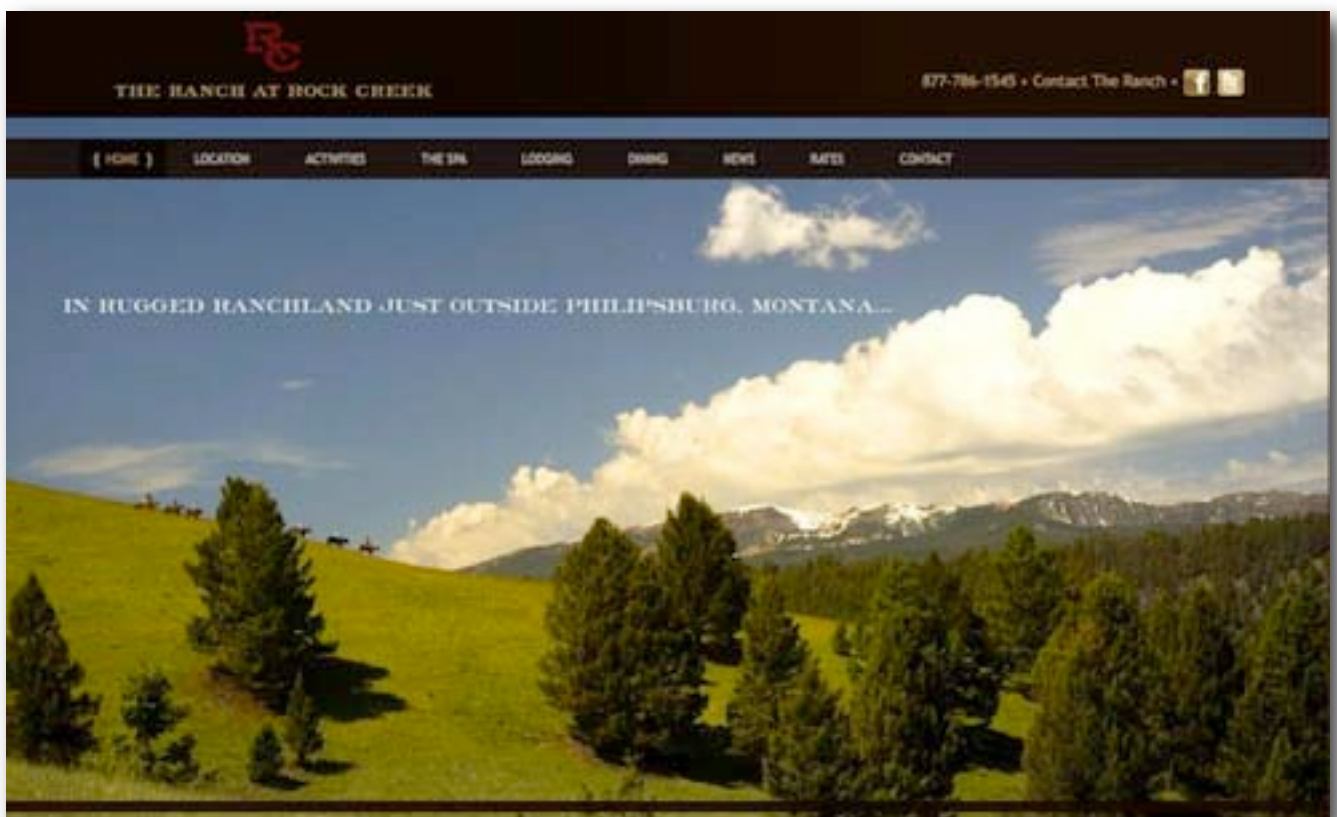 RC
THE RANCH AT ROCK CREEK
877-786-1545 • Contact The Ranch •
( HOME ) LOCATION ACTIVITIES THE SPA LODGING DINING NEWS RATES CONTACT
IN RUGGED RANCHLAND JUST OUTSIDE PHILIPSBURG, MONTANA...